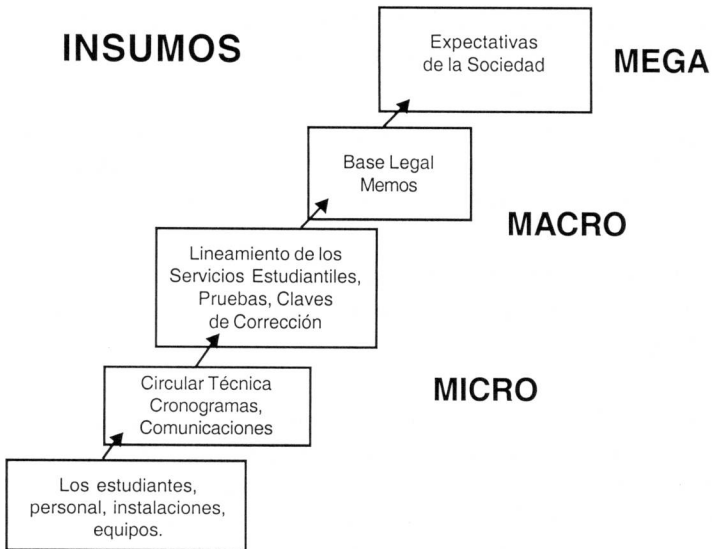 INSUMOS
Expectativas
de la Sociedad
MEGA
Base Legal
Memos
MACRO
Lineamiento de los
Servicios Estudiantiles,
Pruebas, Claves
de Corrección
Circular Técnica
Cronogramas,
Comunicaciones
MICRO
Los estudiantes,
personal, instalaciones,
equipos.